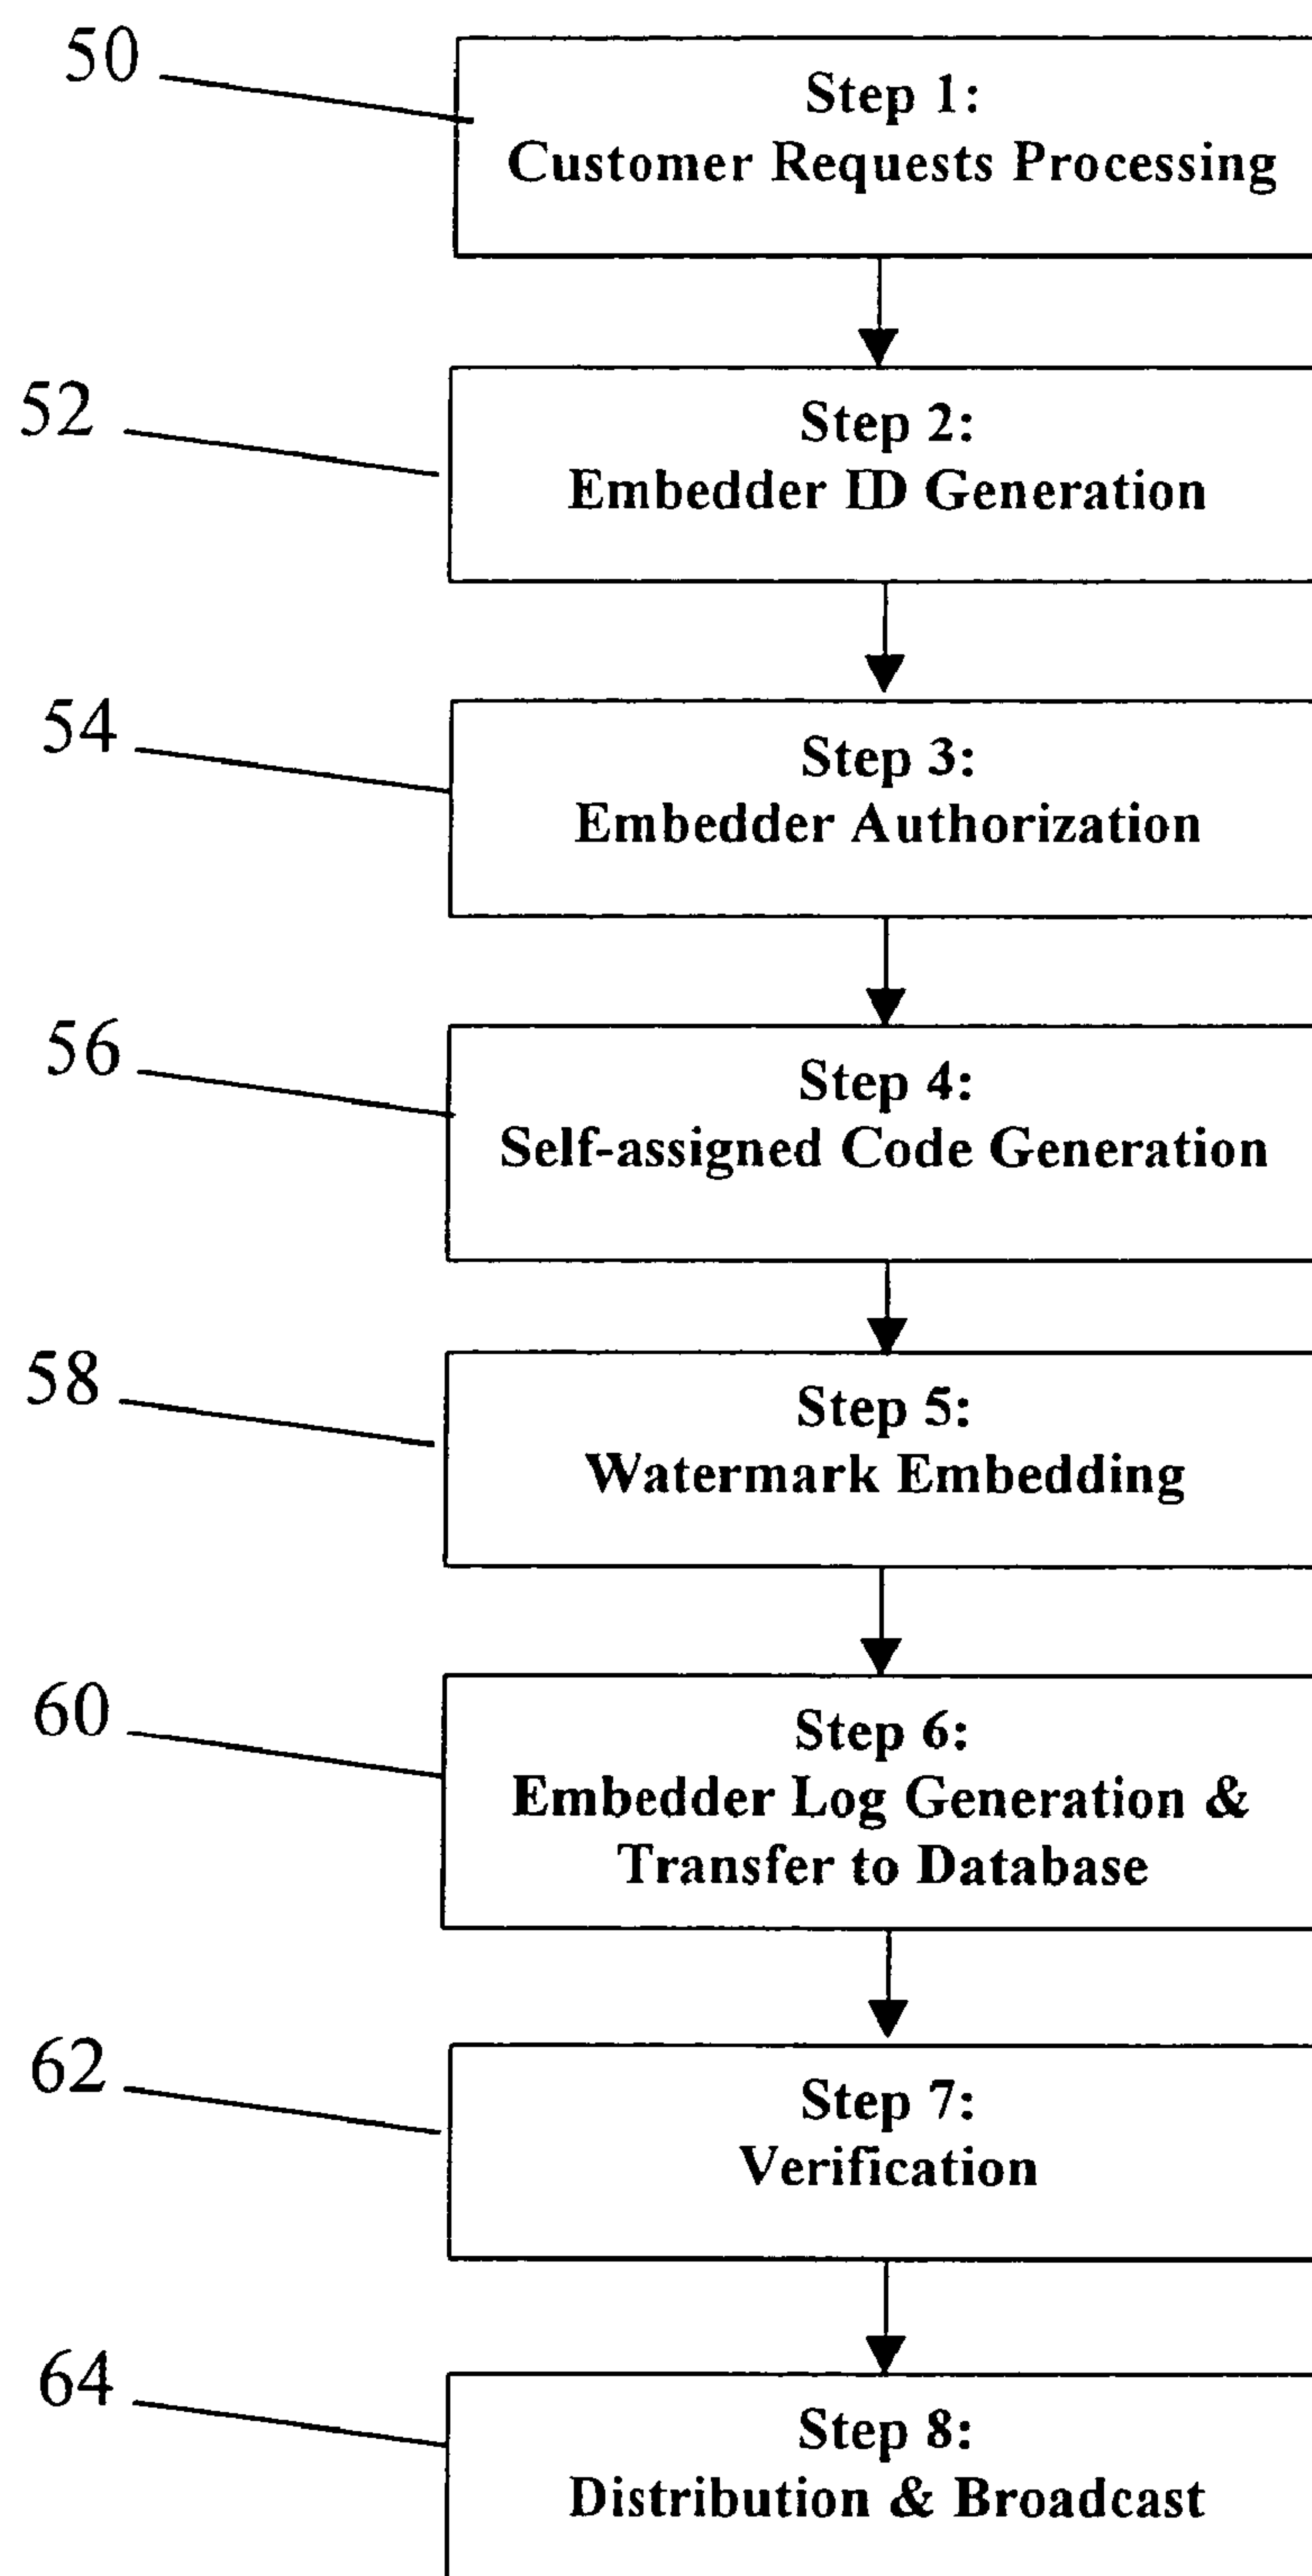 50
Step 1:
Customer Requests Processing
52
Step 2:
Embedder ID Generation
54
Step 3:
Embedder Authorization
56
Step 4:
Self-assigned Code Generation
58
Step 5:
Watermark Embedding
60
Step 6:
Embedder Log Generation &
Transfer to Database
62
Step 7:
Verification
64
Step 8:
Distribution & Broadcast